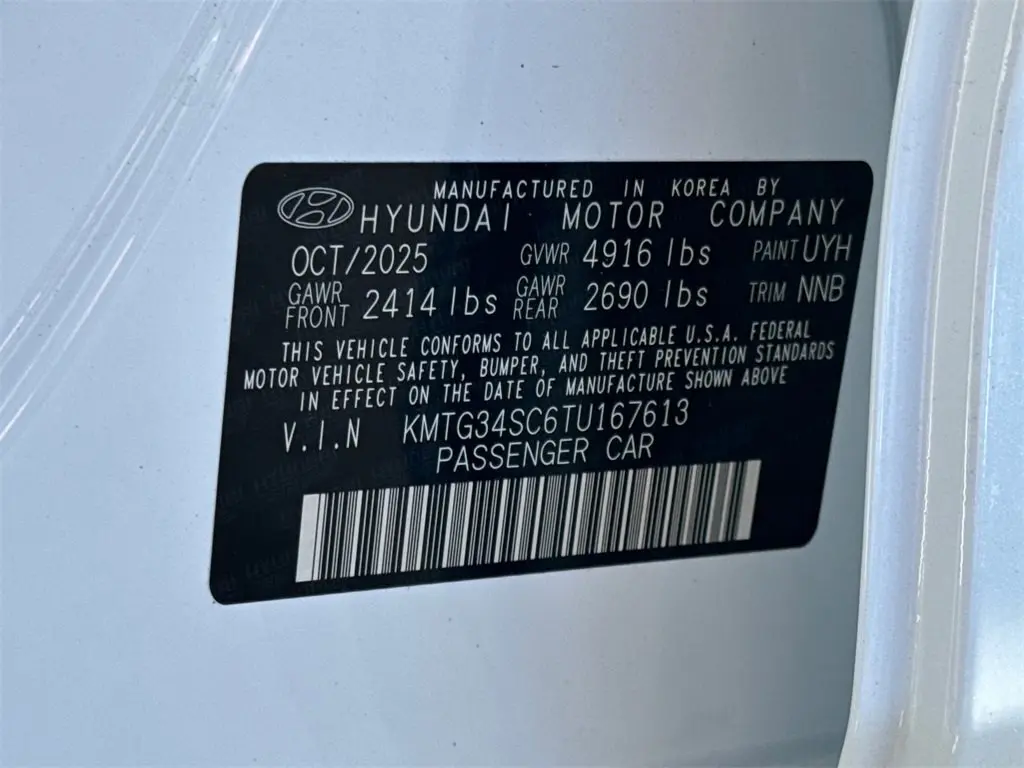 MANUFACTURED IN KOREA BY
HYUNDAI MOTOR COMPANY
OCT/2025 GVWR 4916 lbs PAINT UYH
GAWR FRONT 2414 lbs GAWR REAR 2690 lbs TRIM NNB
THIS VEHICLE CONFORMS TO ALL APPLICABLE U.S.A. FEDERAL
MOTOR VEHICLE SAFETY, BUMPER, AND THEFT PREVENTION STANDARDS
IN EFFECT ON THE DATE OF MANUFACTURE SHOWN ABOVE
V.I.N KMTG34SC6TU167613
PASSENGER CAR